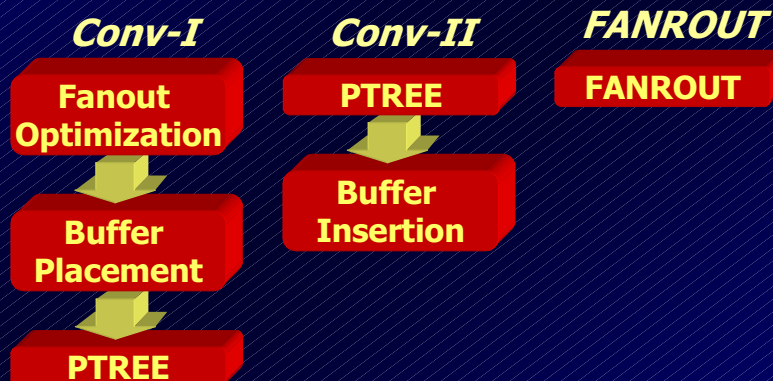 Conv-I
Fanout
Optimization
Buffer
Placement
PTREE
Conv-II
PTREE
Buffer
Insertion
FANROUT
FANROUT